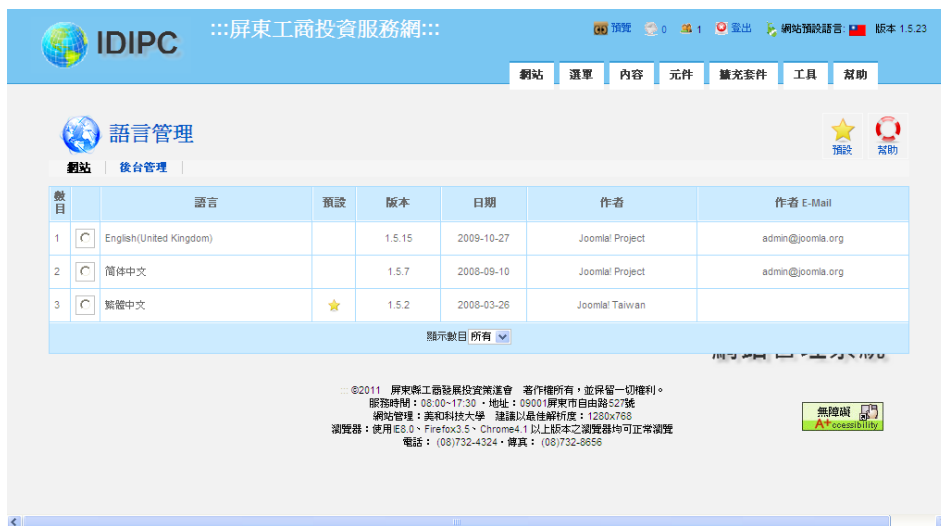 IDIPC
:::屏東工商投資服務網:::
預覽 0 1 登出 網站預設語言: 版本 1.5.23
網站 選單 內容 元件 擴充套件 工具 幫助
語言管理
預設 幫助
網站 後台管理
數目 語言 預設 版本 日期 作者 作者 E-Mail
1 English(United Kingdom) 1.5.15 2009-10-27 Joomla! Project admin@joomla.org
2 简体中文 1.5.7 2008-09-10 Joomla! Project admin@joomla.org
3 繁體中文 1.5.2 2008-03-26 Joomla! Taiwan
顯示數目 所有
©2011 屏東縣工商發展投資策進會 著作權所有,並保留一切權利。
服務時間:08:00~17:30 ‧地址:09001屏東市自由路527號
網站管理:美和科技大學 建議以最佳解析度:1280x768
瀏覽器:使用IE8.0、Firefox3.5、Chrome4.1 以上版本之瀏覽器均可正常瀏覽
電話: (08)732-4324‧傳真: (08)732-8656
無障礙
A+ccessibility